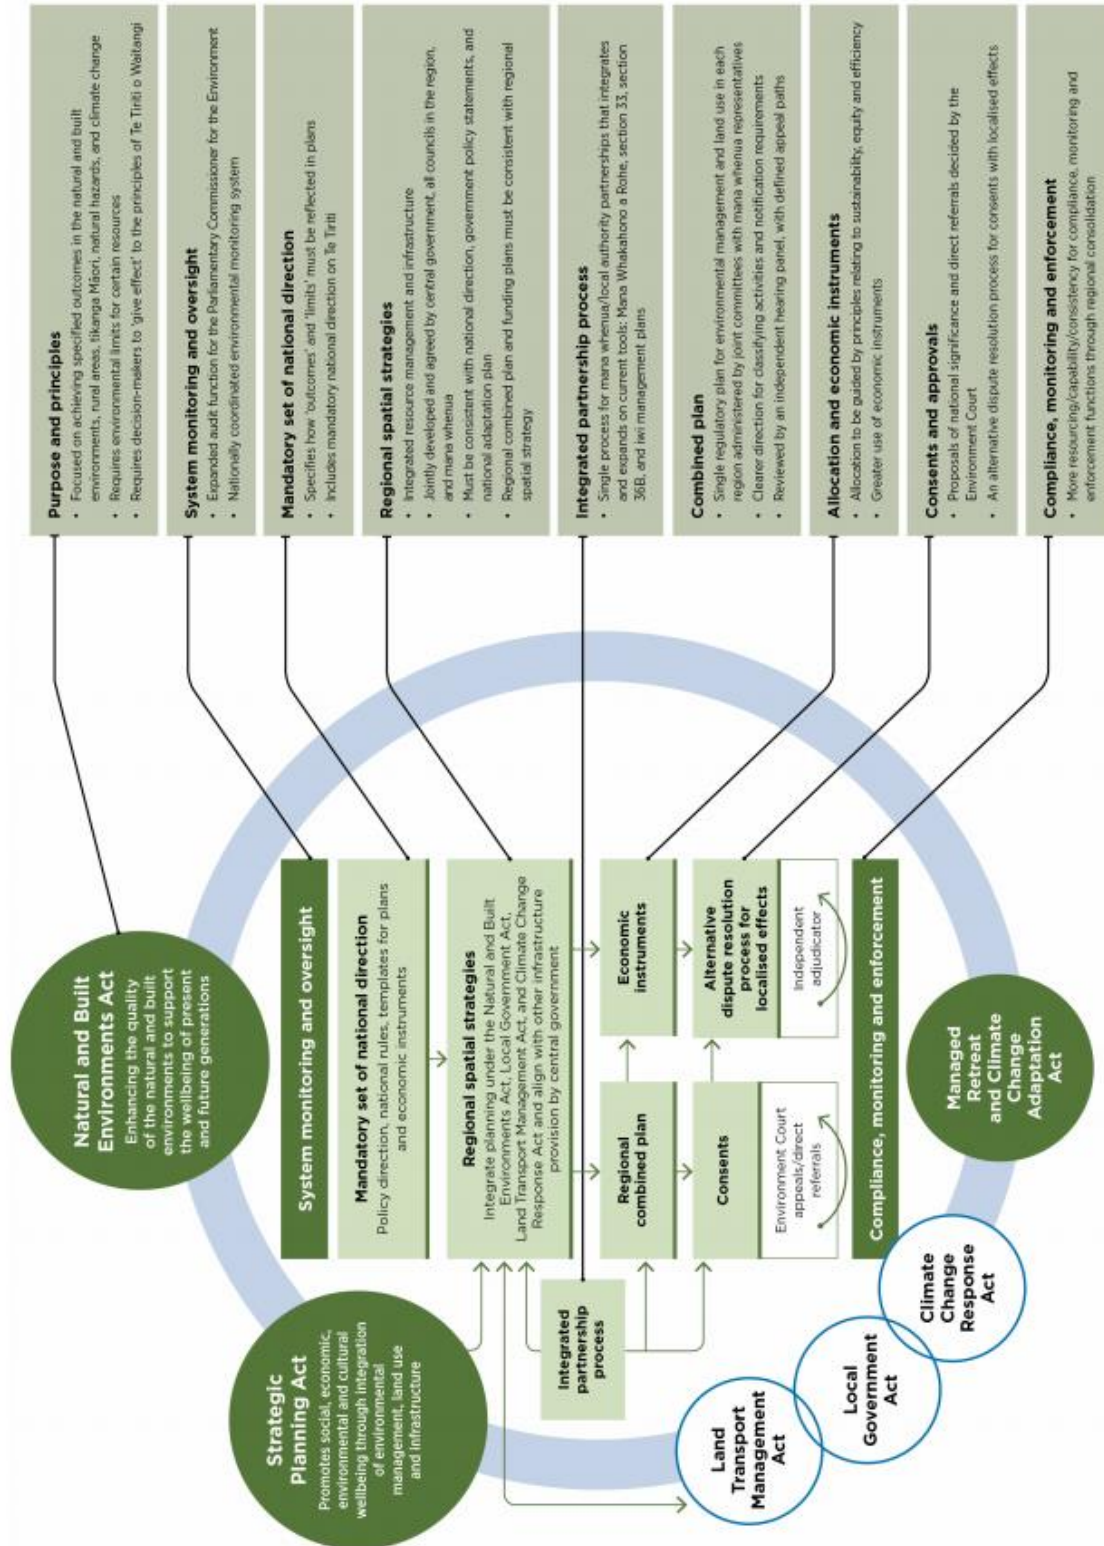 Natural and Built
Environments Act
Enhancing the quality
of the natural and built
environments to support
the wellbeing of present
and future generations
Strategic
Planning Act
Promotes social, economic,
environmental and cultural
wellbeing through integration
of environmental
management, land use
and infrastructure
System monitoring and oversight
Mandatory set of national direction
Policy direction, national rules, templates for plans
and economic instruments
Regional spatial strategies
Integrate planning under the Natural and Built
Environments Act, Local Government Act,
Land Transport Management Act, and Climate Change
Response Act and align with other infrastructure
provision by central government
Integrated
partnership
process
Regional
combined plan
Economic
instruments
Consents
Alternative
dispute resolution
process for
localised effects
Environment Court
appeals/direct
referrals
Independent
adjudicator
Compliance, monitoring and enforcement
Land
Transport
Management
Act
Local
Government
Act
Climate
Change
Response
Act
Managed
Retreat
and Climate
Change
Adaptation
Act
Purpose and principles
• Focused on achieving specified outcomes in the natural and built
environments, rural areas, tikanga Māori, natural hazards, and climate change
• Requires environmental limits for certain resources
• Requires decision-makers to 'give effect' to the principles of Te Tiriti o Waitangi
System monitoring and oversight
• Expanded audit function for the Parliamentary Commissioner for the Environment
• Nationally coordinated environmental monitoring system
Mandatory set of national direction
• Specifies how 'outcomes' and 'limits' must be reflected in plans
• Includes mandatory national direction on Te Tiriti
Regional spatial strategies
• Integrated resource management and infrastructure
• Jointly developed and agreed by central government, all councils in the region,
and mana whenua
• Must be consistent with national direction, government policy statements, and
national adaptation plan
• Regional combined plan and funding plans must be consistent with regional
spatial strategy
Integrated partnership process
• Single process for mana whenua/local authority partnerships that integrates
and expands on current tools: Mana Whakahono a Rohe, section 33, section
36B, and iwi management plans
Combined plan
• Single regulatory plan for environmental management and land use in each
region administered by joint committees with mana whenua representatives
• Clearer direction for classifying activities and notification requirements
• Reviewed by an independent hearing panel, with defined appeal paths
Allocation and economic instruments
• Allocation to be guided by principles relating to sustainability, equity and efficiency
• Greater use of economic instruments
Consents and approvals
• Proposals of national significance and direct referrals decided by the
Environment Court
• An alternative dispute resolution process for consents with localised effects
Compliance, monitoring and enforcement
• More resourcing/capability/consistency for compliance, monitoring and
enforcement functions through regional consolidation